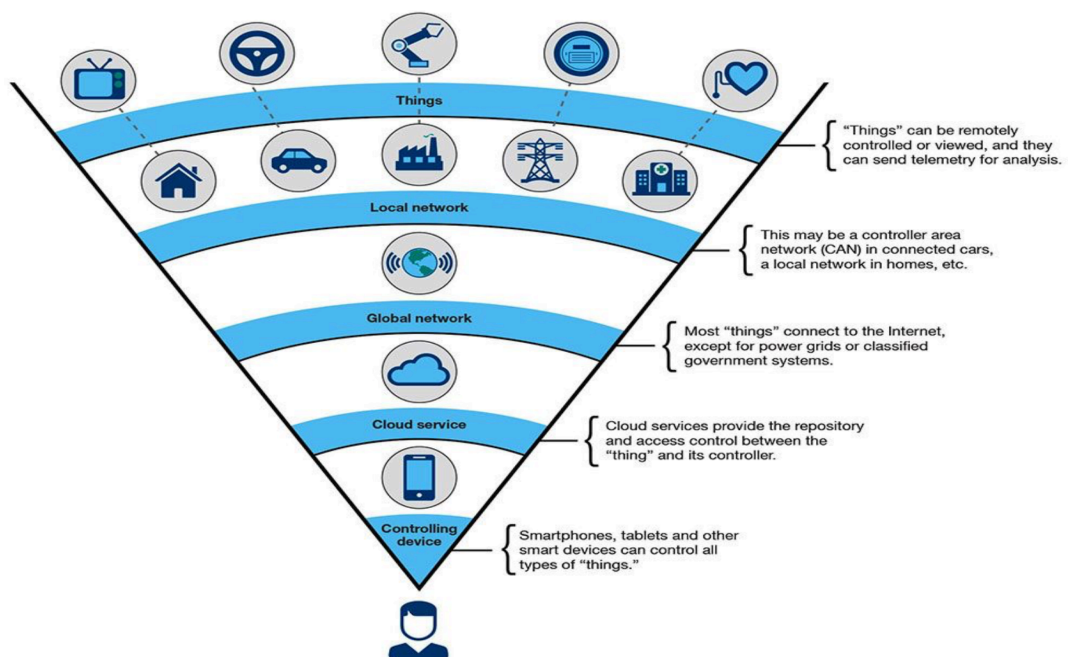 Things
“Things” can be remotely
controlled or viewed, and they
can send telemetry for analysis.
Local network
This may be a controller area
network (CAN) in connected cars,
a local network in homes, etc.
Global network
Most “things” connect to the Internet,
except for power grids or classified
government systems.
Cloud service
Cloud services provide the repository
and access control between the
“thing” and its controller.
Controlling
device
Smartphones, tablets and other
smart devices can control all
types of “things.”